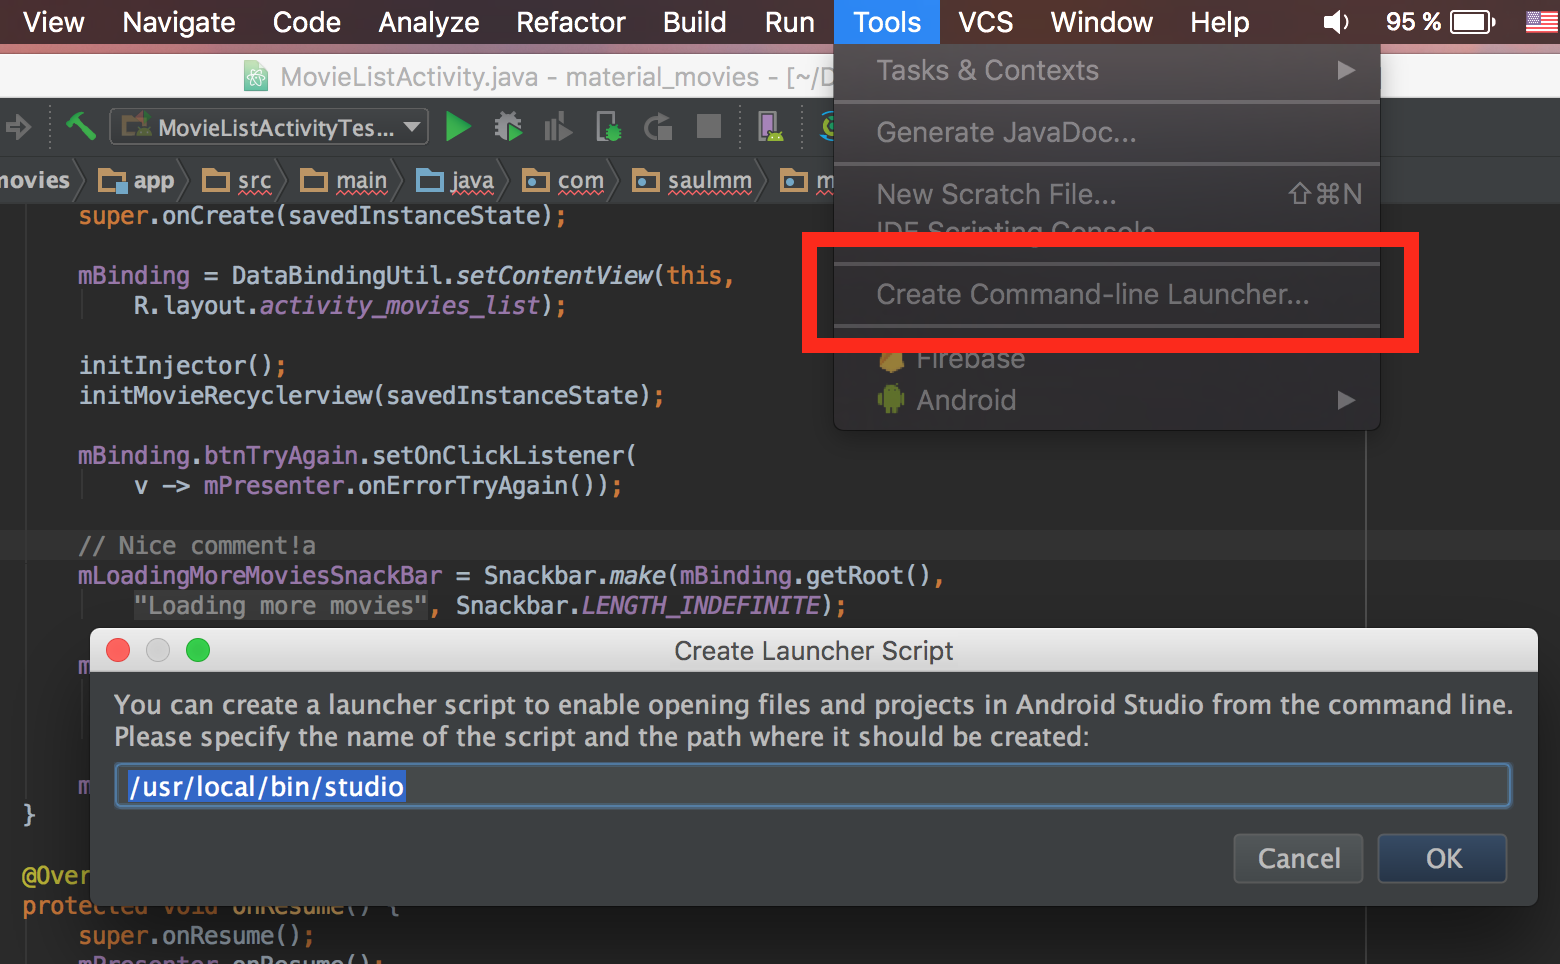 View Navigate Code Analyze Refactor Build Run Tools VCS Window Help 95 %
MovieListActivity.java - material_movies - [~/D
Tasks & Contexts
MovieListActivityTes...
Generate JavaDoc...
movies app src main java com saulmm m
New Scratch File... ⇧⌘N
super.onCreate(savedInstanceState);
IDE Scripting Console
mBinding = DataBindingUtil.setContentView(this,
R.layout.activity_movies_list);
Create Command-line Launcher...
Firebase
initInjector();
initMovieRecyclerview(savedInstanceState);
Android
mBinding.btnTryAgain.setOnClickListener(
v -> mPresenter.onErrorTryAgain());
// Nice comment!a
mLoadingMoreMoviesSnackBar = Snackbar.make(mBinding.getRoot(),
"Loading more movies", Snackbar.LENGTH_INDEFINITE);
Create Launcher Script
m
You can create a launcher script to enable opening files and projects in Android Studio from the command line.
Please specify the name of the script and the path where it should be created:
m
/usr/local/bin/studio
}
Cancel OK
@Over
protected void onResume() {
super.onResume();
mPresenter.onResume();